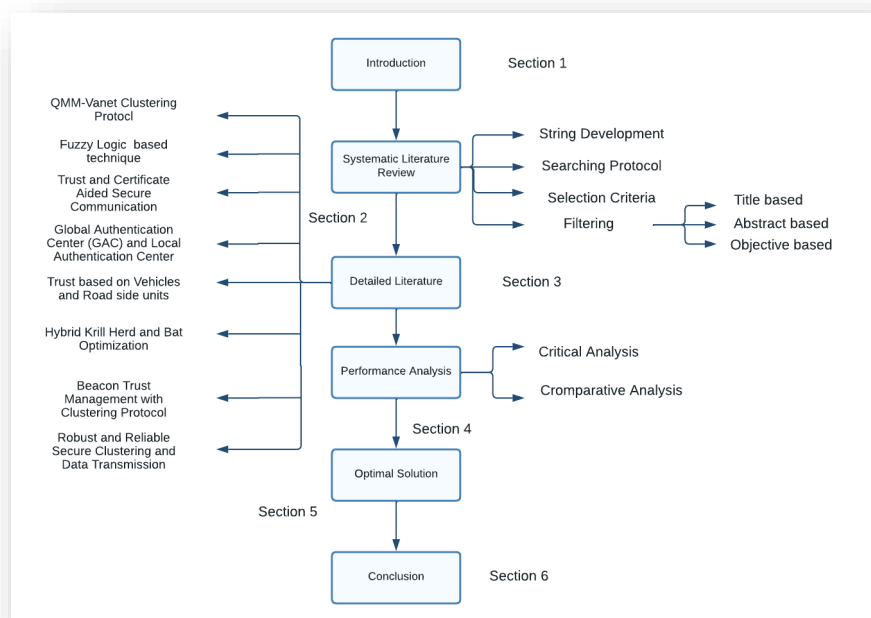 Introduction
Section 1
QMM-Vanet Clustering
Protocl
Fuzzy Logic based
technique
Trust and Certificate
Aided Secure
Communication
Global Authentication
Center (GAC) and Local
Authentication Center
Trust based on Vehicles
and Road side units
Hybrid Krill Herd and Bat
Optimization
Beacon Trust
Management with
Clustering Protocol
Robust and Reliable
Secure Clustering and
Data Transmission
Systematic Literature
Review
Section 2
String Development
Searching Protocol
Selection Criteria
Filtering
Title based
Abstract based
Objective based
Detailed Literature
Section 3
Performance Analysis
Critical Analysis
Cromparative Analysis
Section 4
Optimal Solution
Section 5
Conclusion
Section 6